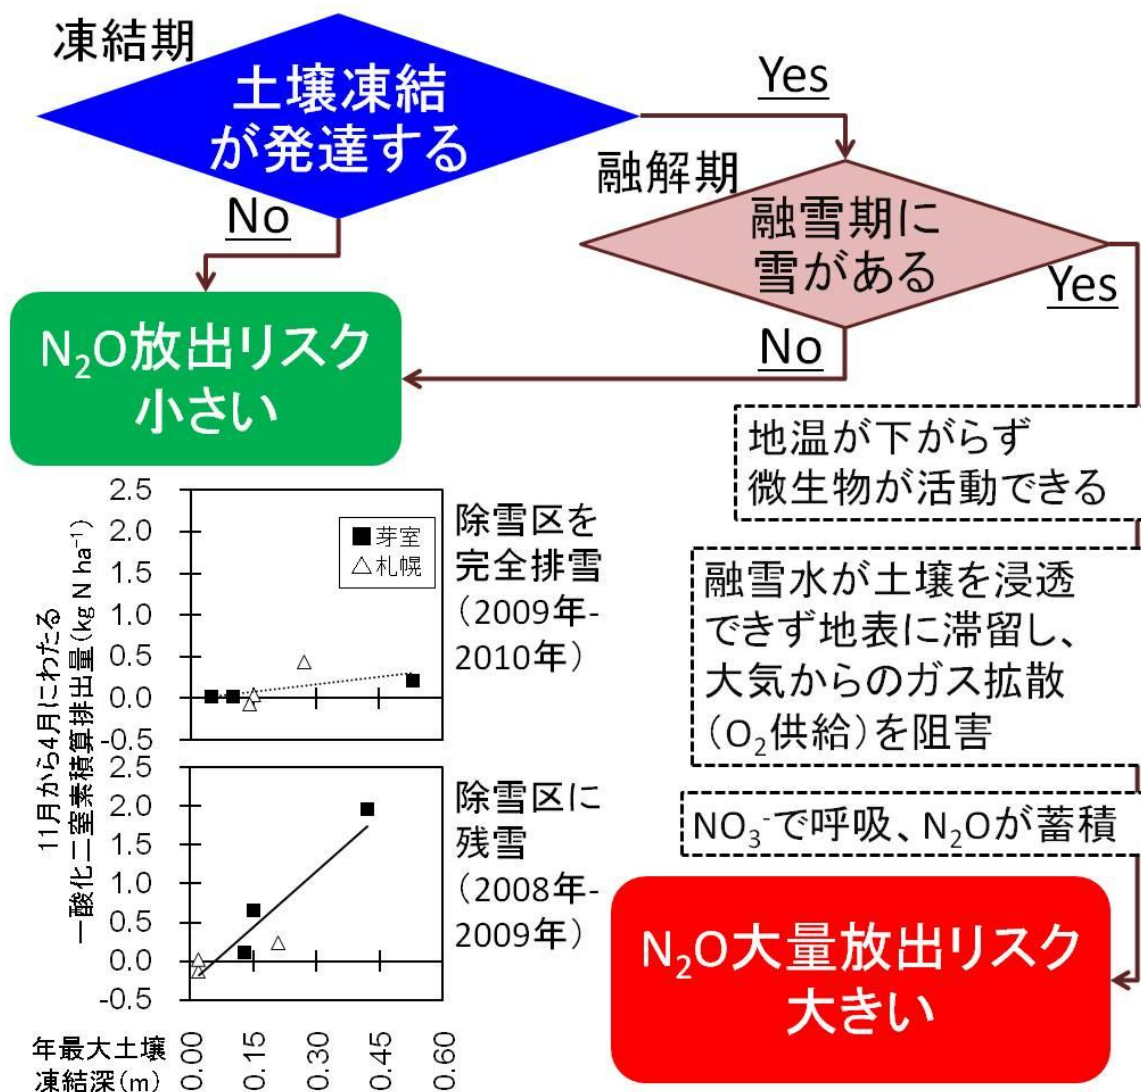 凍結期
土壌凍結
が発達する
Yes
No
融解期
融雪期に
雪がある
Yes
No
N₂O放出リスク
小さい
地温が下がらず
微生物が活動できる
融雪水が土壌を浸透
できず地表に滞留し、
大気からのガス拡散
（O₂供給）を阻害
NO₃⁻で呼吸、N₂Oが蓄積
N₂O大量放出リスク
大きい
11月から4月にわたる
一酸化二窒素積算排出量(kg N ha⁻¹)
2.5
2.0
1.5
1.0
0.5
0.0
-0.5
■芽室
△札幌
除雪区を
完全排雪
（2009年-
2010年）
2.5
2.0
1.5
1.0
0.5
0.0
-0.5
除雪区に
残雪
（2008年-
2009年）
年最大土壌
凍結深(m)
0.00
0.15
0.30
0.45
0.60